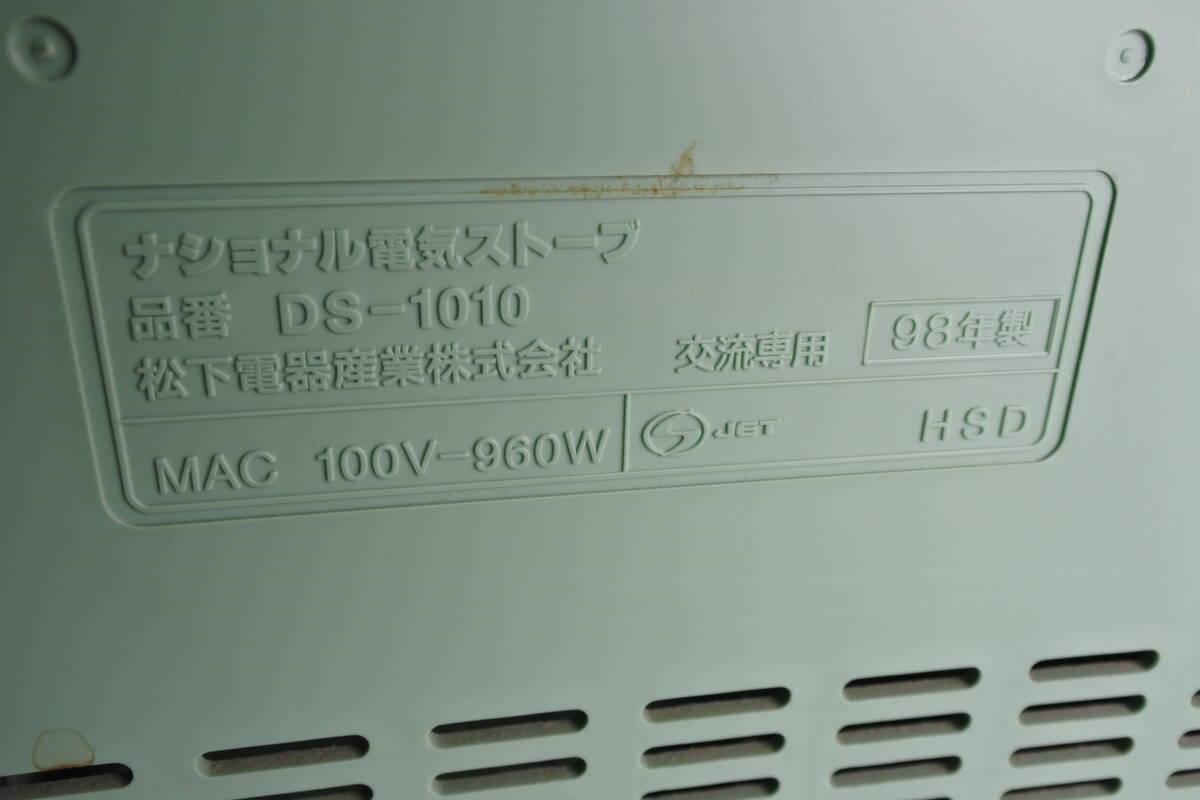 ナショナル電気ストーブ
品番 DS-1010
松下電器産業株式会社 交流専用 98年製
MAC 100V-960W JET HSD